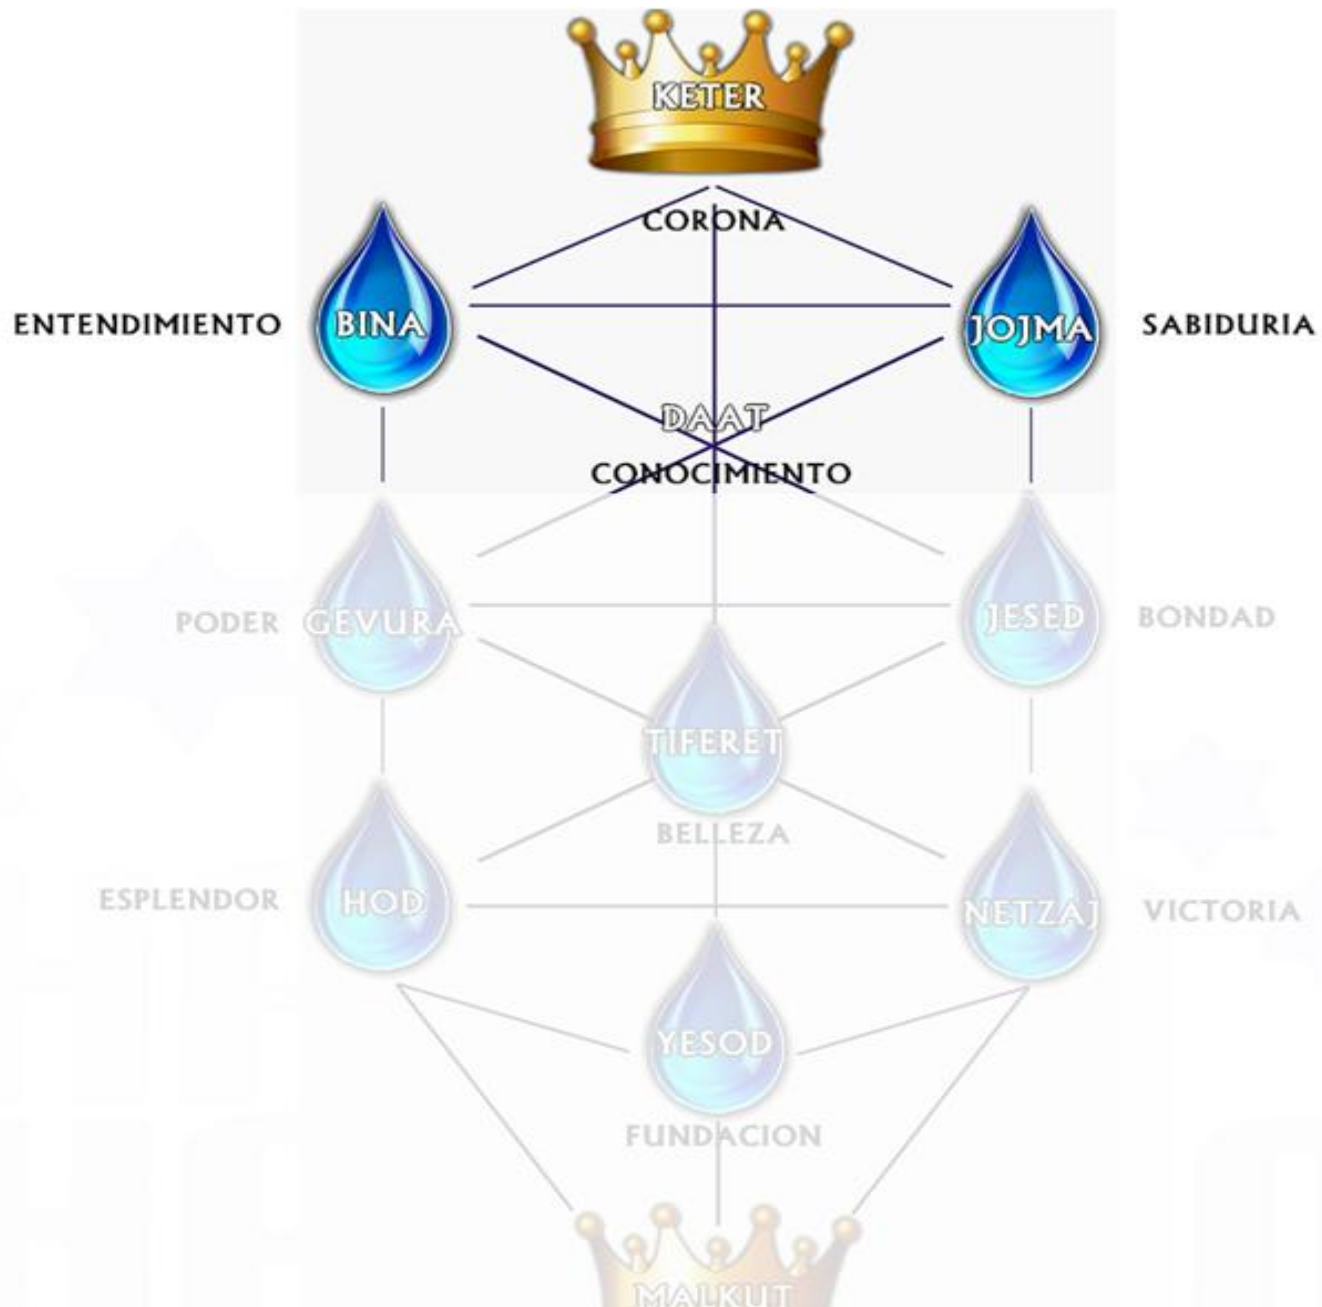 KETER
CORONA
ENTENDIMIENTO
BINA
JOJMA
SABIDURIA
DAAT
CONOCIMIENTO
PODER
GEVURA
JESED
BONDAD
TIFERET
BELLEZA
ESPLENDOR
HOD
NETZAJ
VICTORIA
YESOD
FUNDACION
MALKUT